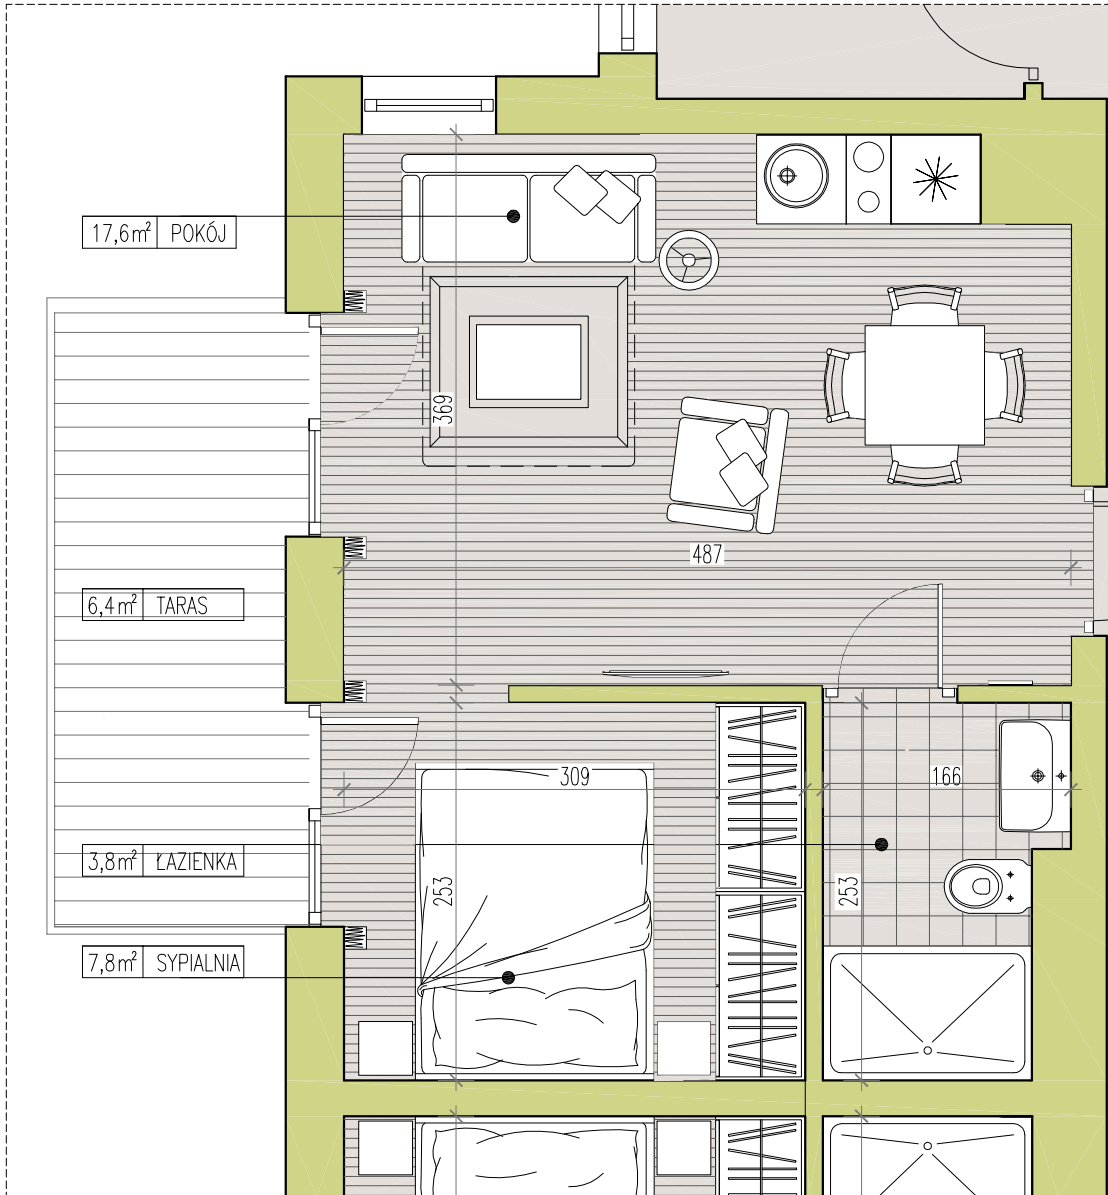 17,6m² POKÓJ
369
487
6,4m² TARAS
309
166
3,8m² ŁAZIENKA
253
253
7,8m² SYPIALNIA